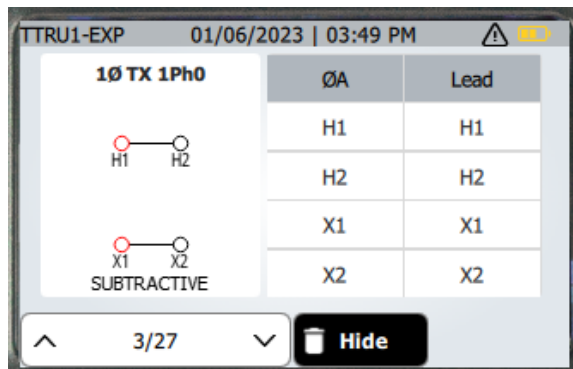 TTRU1-EXP 01/06/2023 | 03:49 PM
1Ø TX 1Ph0
H1 H2
X1 X2
SUBTRACTIVE
ØA Lead
H1 H1
H2 H2
X1 X1
X2 X2
3/27 Hide